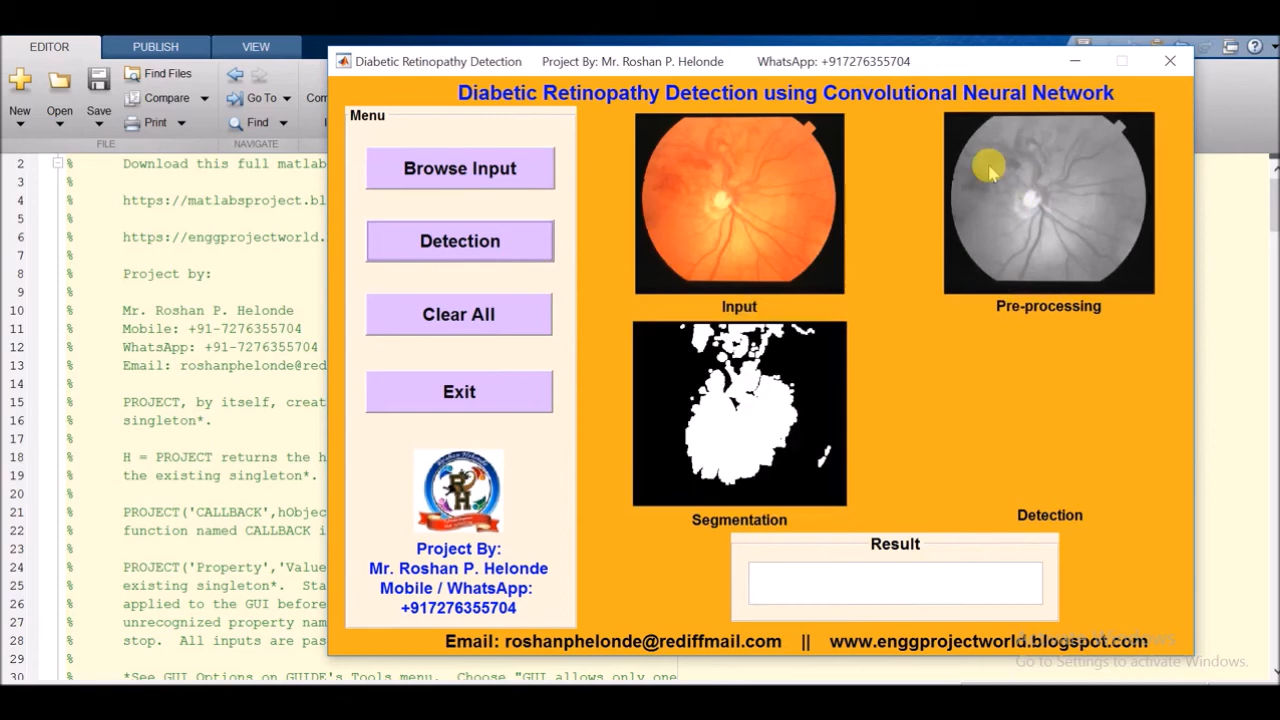 EDITOR
PUBLISH
VIEW
New
Open
Save
Find Files
Compare
Print
Go To
Find
FILE
NAVIGATE
2 % Download this full matlab
3 %
4 % https://matlabsproject.bl
5 %
6 % https://enggprojectworld.
7 %
8 % Project by:
9 %
10 % Mr. Roshan P. Helonde
11 % Mobile: +91-7276355704
12 % WhatsApp: +917276355704
13 % Email: roshanphelonde@red
14 %
15 % PROJECT, by itself, creat
16 % singleton*.
17 %
18 % H = PROJECT returns the h
19 % the existing singleton*.
20 %
21 % PROJECT('CALLBACK',hObjec
22 % function named CALLBACK i
23 %
24 % PROJECT('Property','Value
25 % existing singleton*. Sta
26 % applied to the GUI before
27 % unrecognized property nam
28 % stop. All inputs are pas
29 %
30 % *See GUI Options on GUIDE's Tools menu. Choose "GUI allows only one
Diabetic Retinopathy Detection Project By: Mr. Roshan P. Helonde WhatsApp: +917276355704
Diabetic Retinopathy Detection using Convolutional Neural Network
Menu
Browse Input
Detection
Clear All
Exit
RH
Project By:
Mr. Roshan P. Helonde
Mobile / WhatsApp:
+917276355704
Input
Pre-processing
Segmentation
Detection
Result
Email: roshanphelonde@rediffmail.com || www.enggprojectworld.blogspot.com
Activate Windows
Go to Settings to activate Windows.